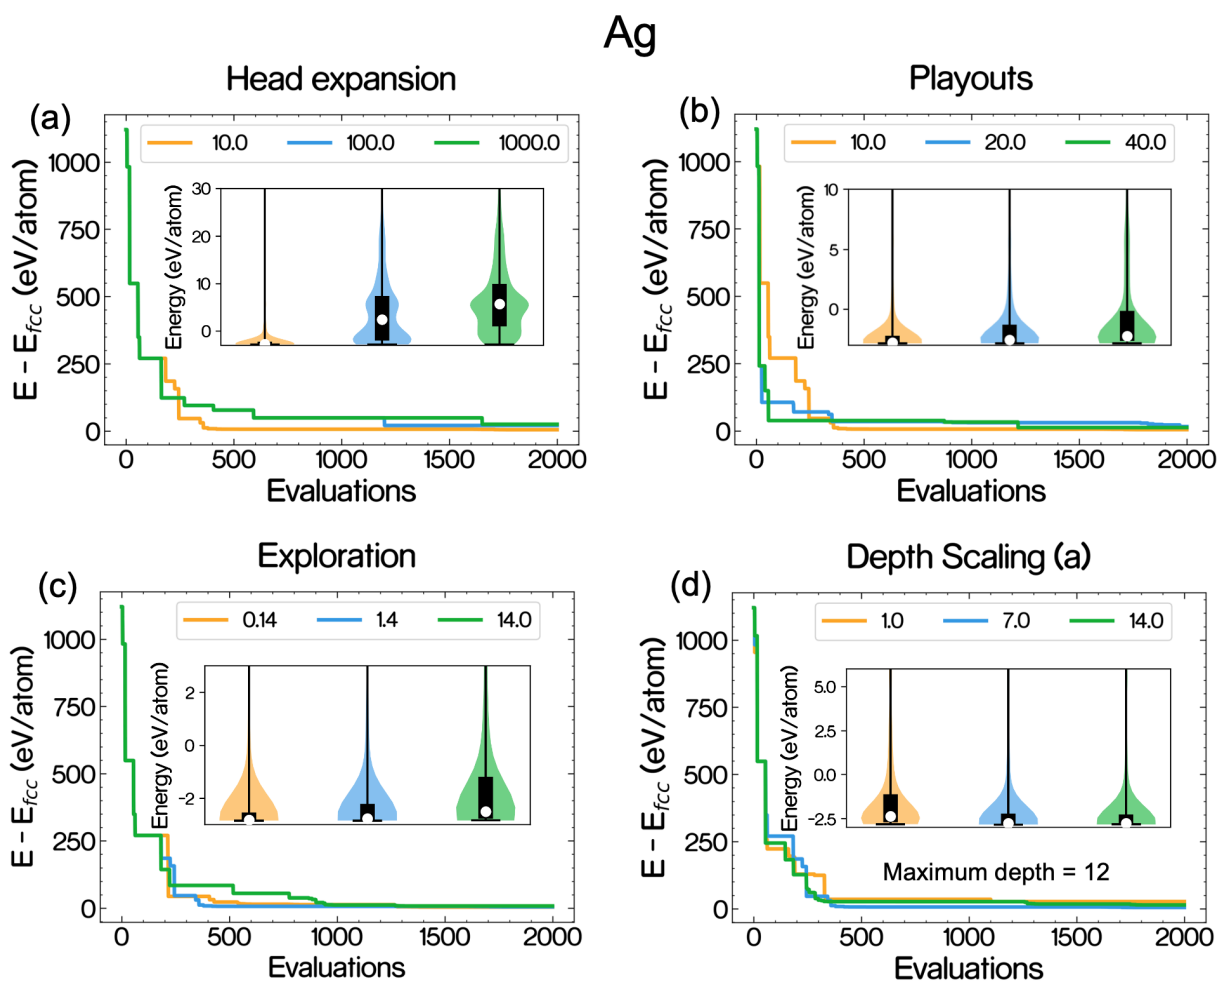 Ag
Head expansion
(a)
10.0 100.0 1000.0
E − E_fcc (eV/atom)
1000
750
500
250
0
Energy (eV/atom)
30
20
10
0
0 500 1000 1500 2000
Evaluations
Playouts
(b)
10.0 20.0 40.0
E − E_fcc (eV/atom)
1000
750
500
250
0
Energy (eV/atom)
10
5
0
0 500 1000 1500 2000
Evaluations
Exploration
(c)
0.14 1.4 14.0
E − E_fcc (eV/atom)
1000
750
500
250
0
Energy (eV/atom)
2
0
−2
0 500 1000 1500 2000
Evaluations
Depth Scaling (a)
(d)
1.0 7.0 14.0
E − E_fcc (eV/atom)
1000
750
500
250
0
Energy (eV/atom)
5.0
2.5
0.0
−2.5
Maximum depth = 12
0 500 1000 1500 2000
Evaluations